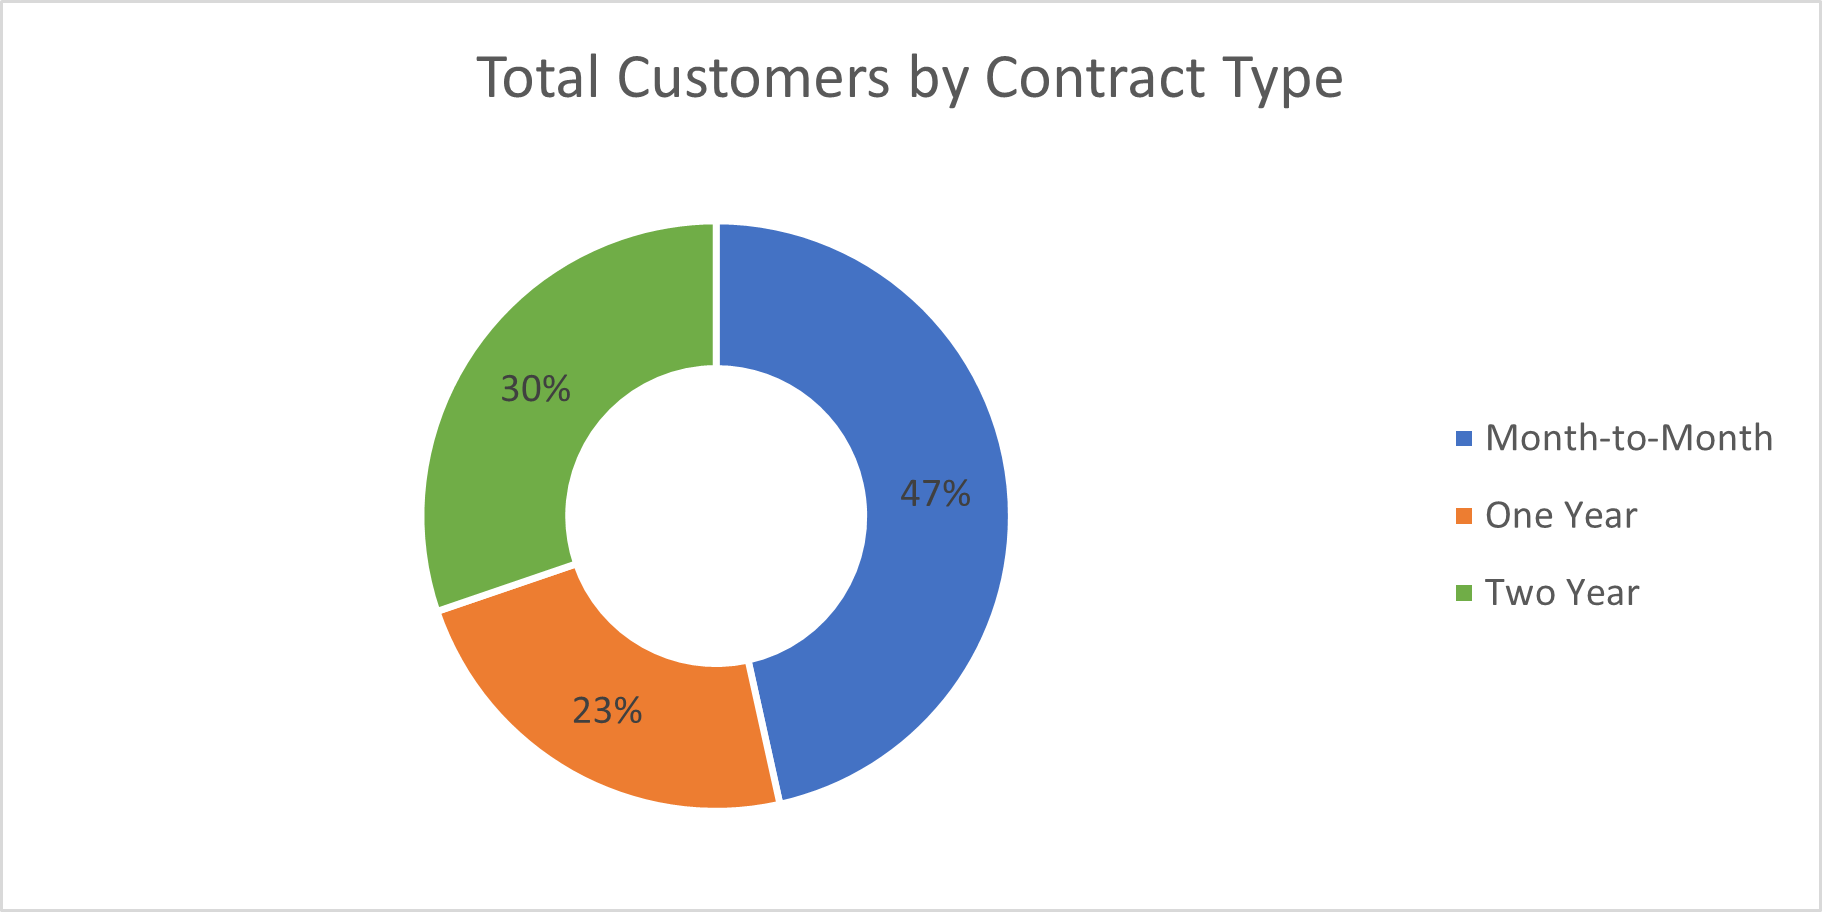 Total Customers by Contract Type
30%
47%
23%
Month-to-Month
One Year
Two Year